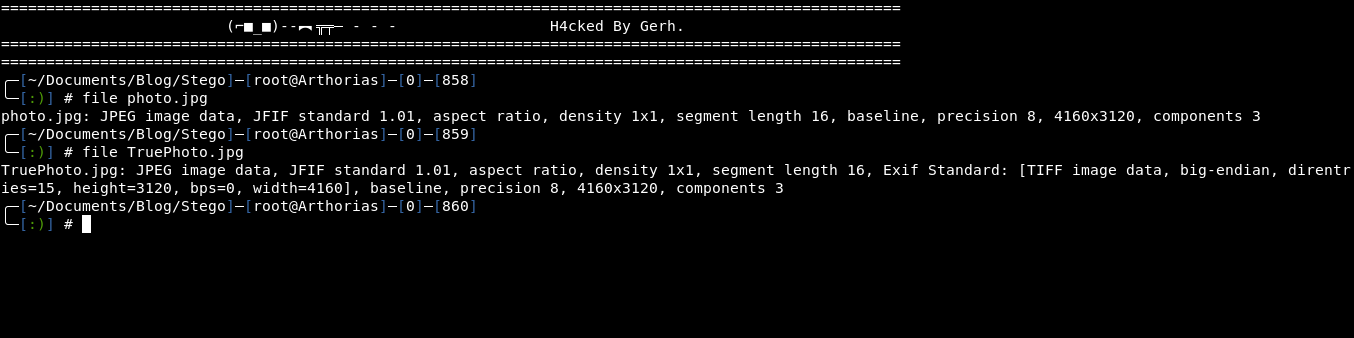 ====================================================================================================
(⌐■_■)--︻╦╤─ - - - H4cked By Gerh.
====================================================================================================
====================================================================================================
╭─[~/Documents/Blog/Stego]─[root@Arthorias]─[0]─[858]
╰─[:)] # file photo.jpg
photo.jpg: JPEG image data, JFIF standard 1.01, aspect ratio, density 1x1, segment length 16, baseline, precision 8, 4160x3120, components 3
╭─[~/Documents/Blog/Stego]─[root@Arthorias]─[0]─[859]
╰─[:)] # file TruePhoto.jpg
TruePhoto.jpg: JPEG image data, JFIF standard 1.01, aspect ratio, density 1x1, segment length 16, Exif Standard: [TIFF image data, big-endian, direntr
ies=15, height=3120, bps=0, width=4160], baseline, precision 8, 4160x3120, components 3
╭─[~/Documents/Blog/Stego]─[root@Arthorias]─[0]─[860]
╰─[:)] #